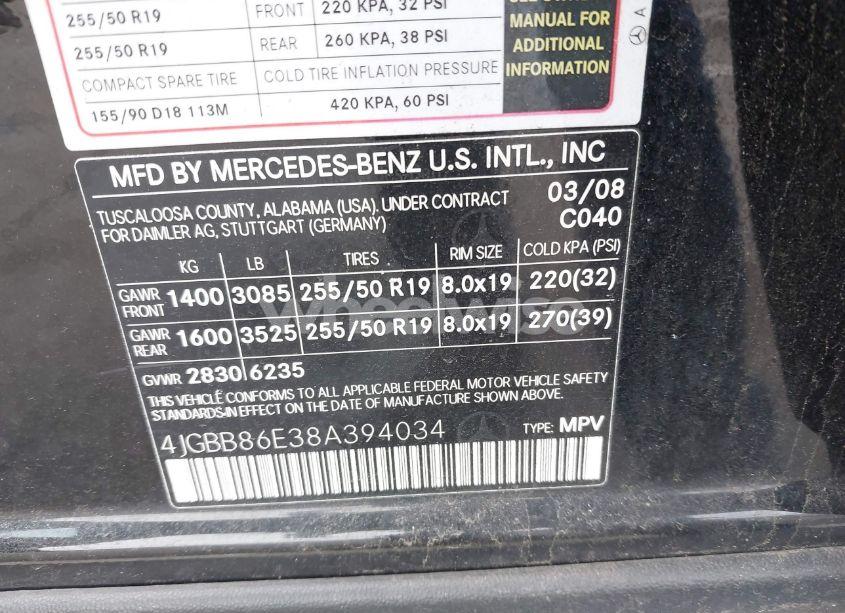 255/50 R19 FRONT 220 KPA, 32 PSI
255/50 R19 REAR 260 KPA, 38 PSI
MANUAL FOR
ADDITIONAL
INFORMATION
A
COMPACT SPARE TIRE COLD TIRE INFLATION PRESSURE
155/90 D18 113M 420 KPA, 60 PSI
MFD BY MERCEDES-BENZ U.S. INTL., INC
TUSCALOOSA COUNTY, ALABAMA (USA). UNDER CONTRACT 03/08
FOR DAIMLER AG, STUTTGART (GERMANY) C040
KG LB TIRES RIM SIZE COLD KPA (PSI)
GAWR FRONT 1400 3085 255/50 R19 8.0x19 220(32)
GAWR REAR 1600 3525 255/50 R19 8.0x19 270(39)
GVWR 2830 6235
THIS VEHICLE CONFORMS TO ALL APPLICABLE FEDERAL MOTOR VEHICLE SAFETY
STANDARDS IN EFFECT ON THE DATE OF MANUFACTURE SHOWN ABOVE.
4JGBB86E38A394034 TYPE: MPV
wheelwise